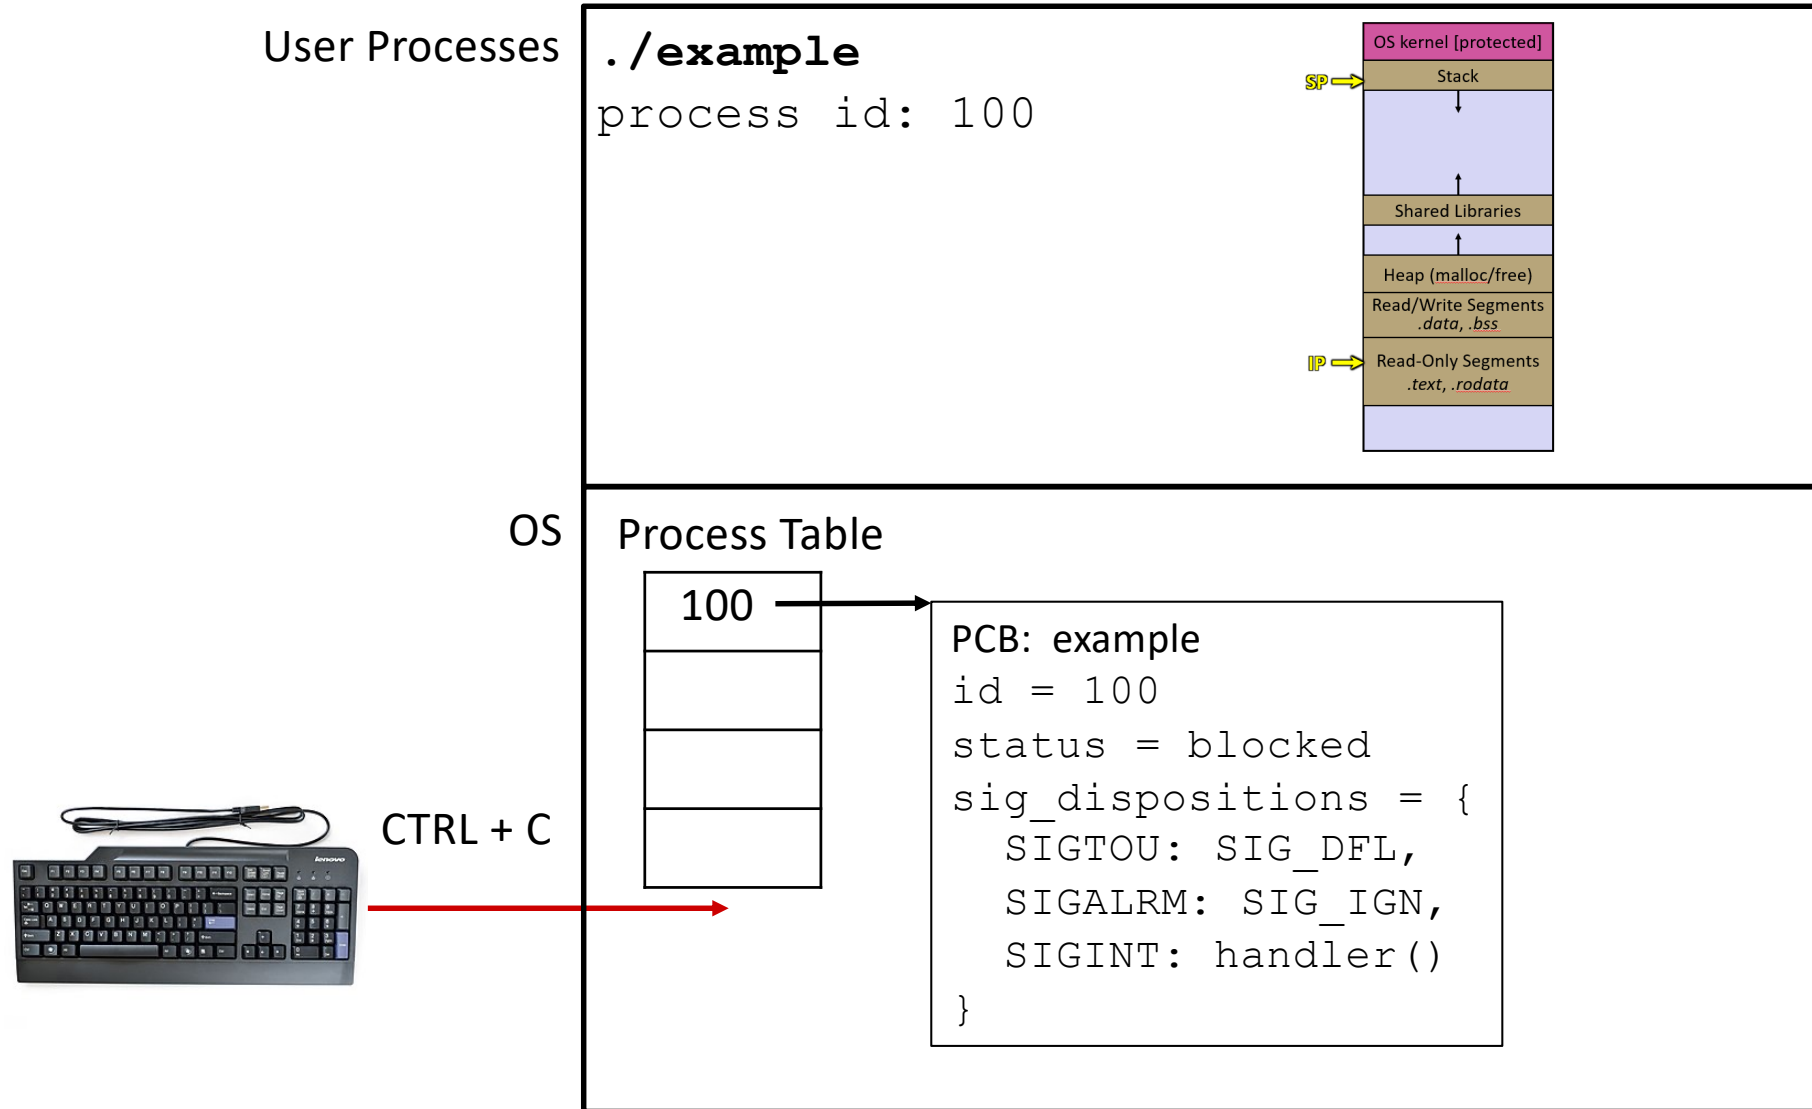 User Processes
./example
process id: 100
OS kernel [protected]
SP
Stack
Shared Libraries
Heap (malloc/free)
Read/Write Segments
.data, .bss
IP
Read-Only Segments
.text, .rodata
OS
Process Table
100
PCB: example
id = 100
status = blocked
sig_dispositions = {
SIGTOU: SIG_DFL,
SIGALRM: SIG_IGN,
SIGINT: handler()
}
CTRL + C
lenovo